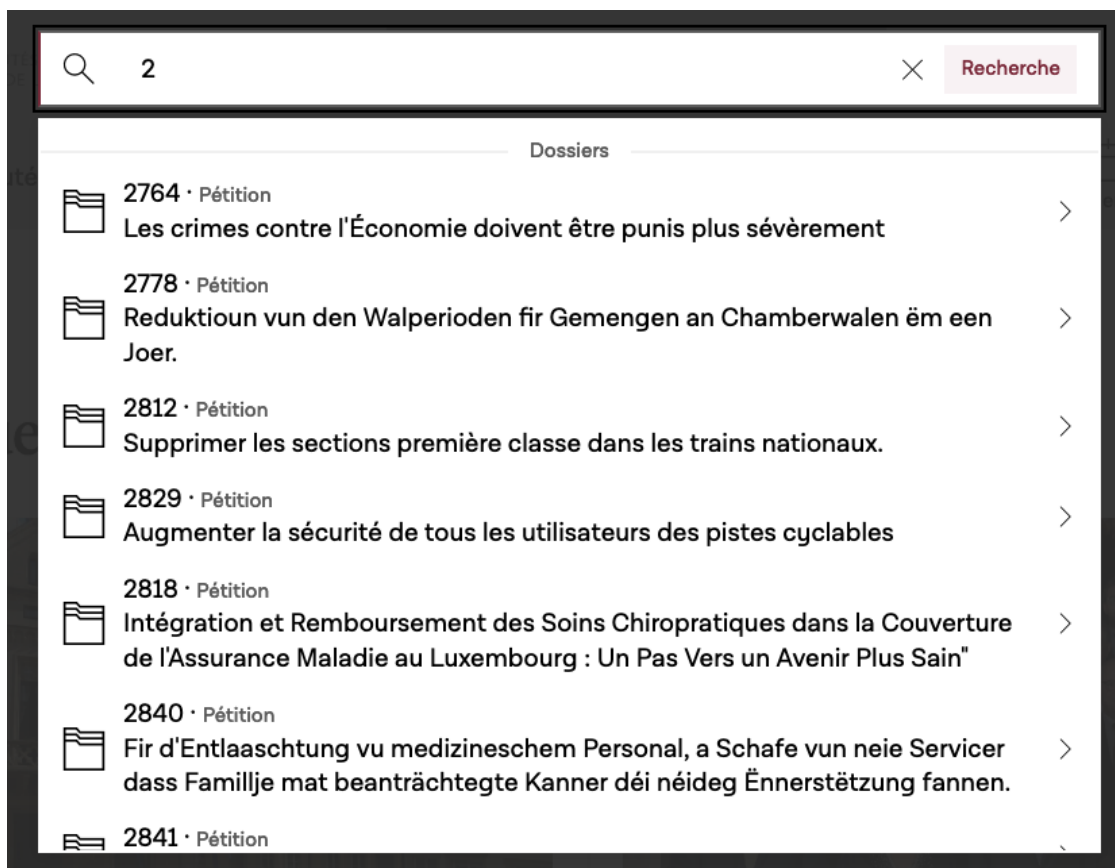 2
Recherche
Dossiers
2764 · Pétition
Les crimes contre l'Économie doivent être punis plus sévèrement
2778 · Pétition
Reduktioun vun den Walperioden fir Gemengen an Chamberwalen ëm een
Joer.
2812 · Pétition
Supprimer les sections première classe dans les trains nationaux.
2829 · Pétition
Augmenter la sécurité de tous les utilisateurs des pistes cyclables
2818 · Pétition
Intégration et Remboursement des Soins Chiropratiques dans la Couverture
de l'Assurance Maladie au Luxembourg : Un Pas Vers un Avenir Plus Sain"
2840 · Pétition
Fir d'Entlaaschtung vu medizineschem Personal, a Schafe vun neie Servicer
dass Famillje mat beanträchtegte Kanner déi néideg Ënnerstëtzung fannen.
2841 · Pétition